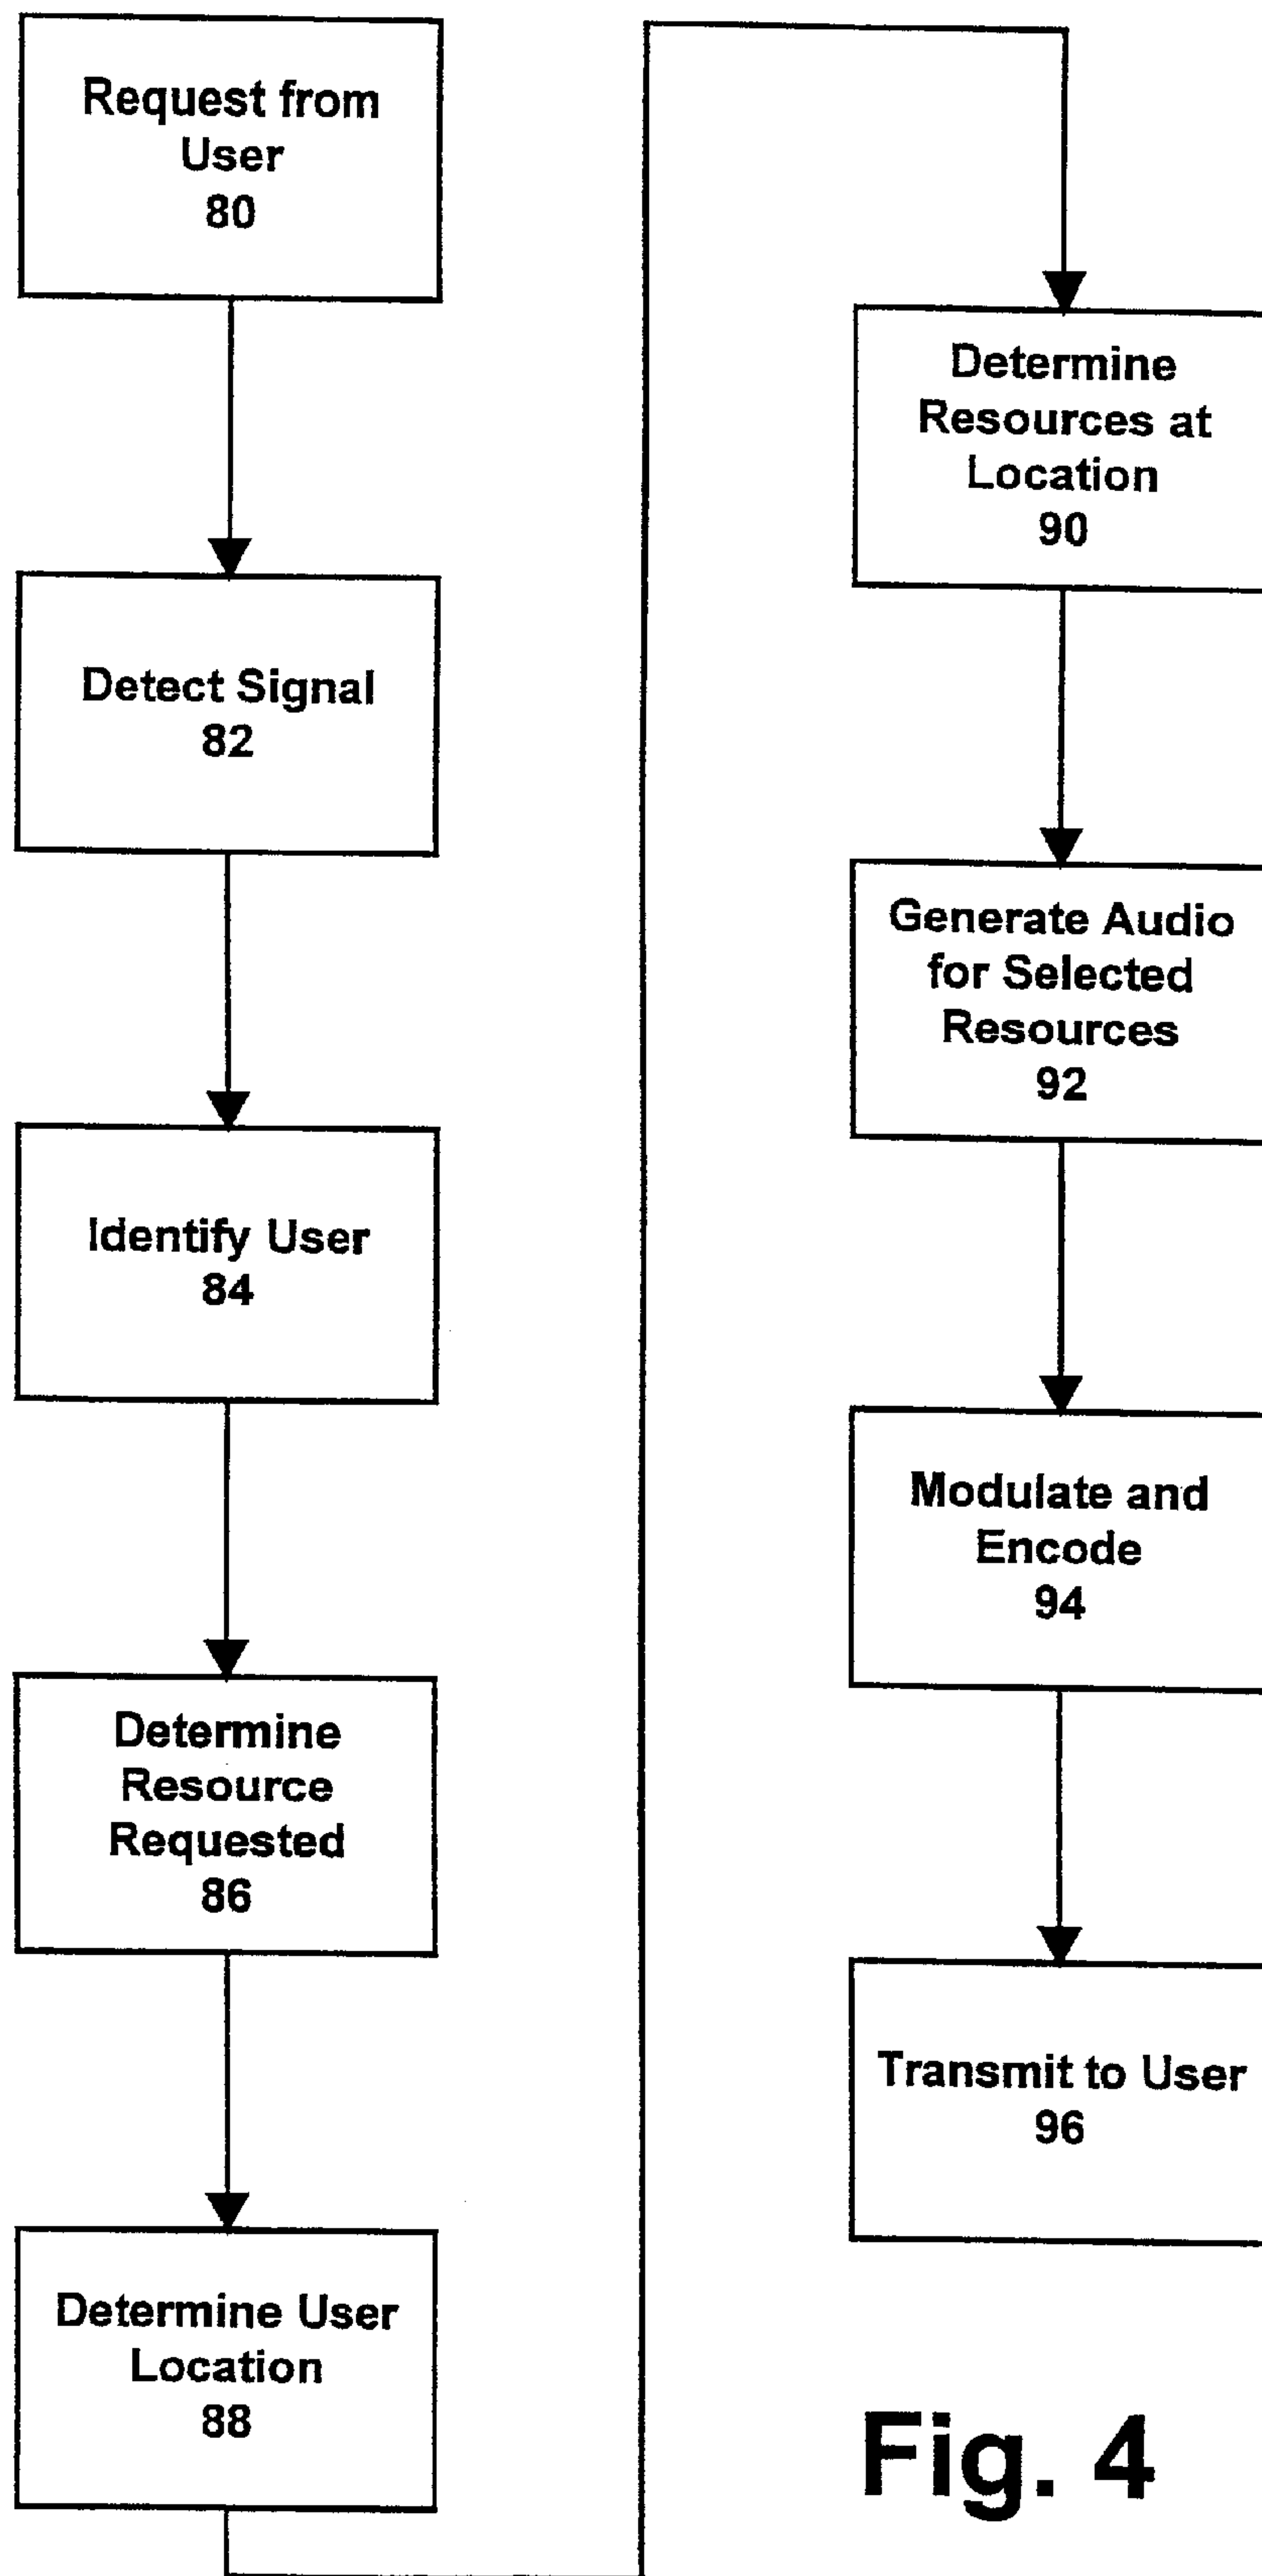 Request from
User
80
Detect Signal
82
Identify User
84
Determine
Resource
Requested
86
Determine User
Location
88
Determine
Resources at
Location
90
Generate Audio
for Selected
Resources
92
Modulate and
Encode
94
Transmit to User
96
Fig. 4